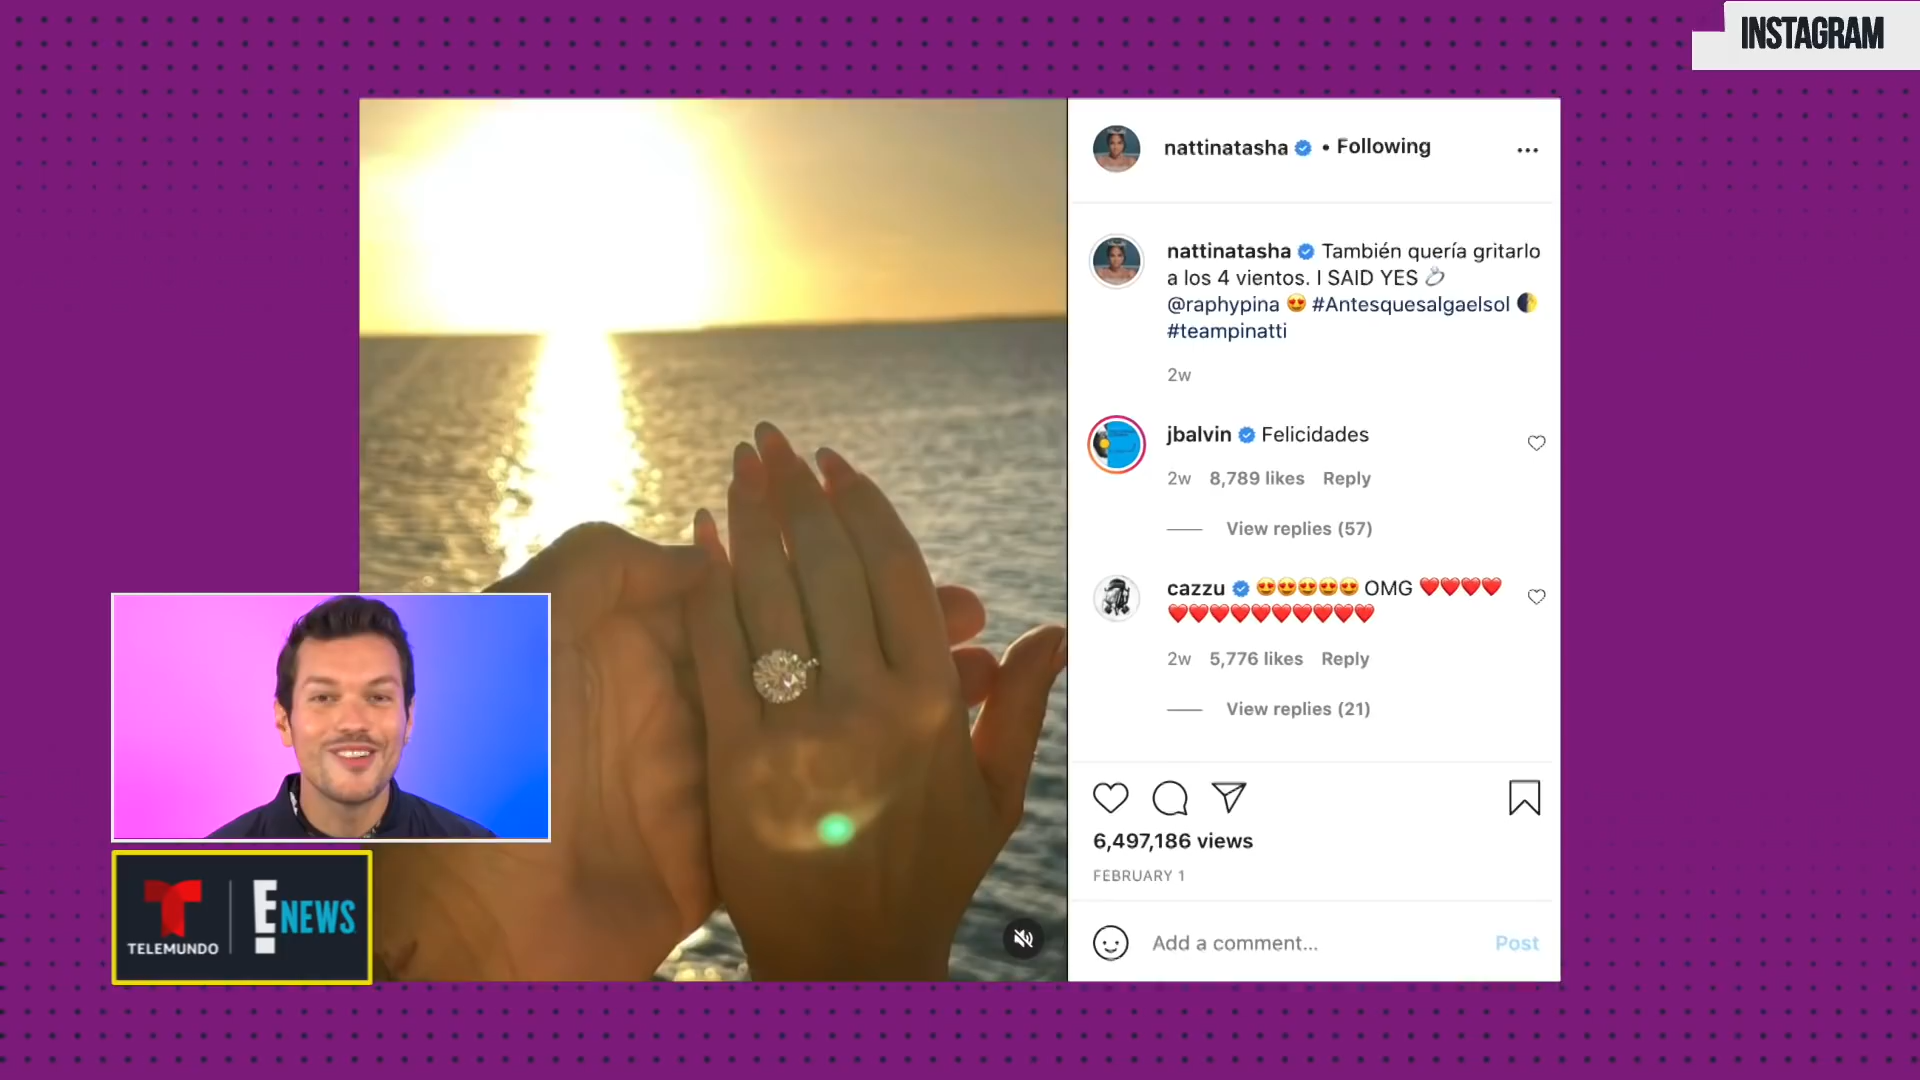 INSTAGRAM
nattinatasha • Following
nattinatasha También quería gritarlo
a los 4 vientos. I SAID YES 💍
@raphypina 😍 #Antesquesalgaelsol 🌓
#teampinatti
2w
jbalvin Felicidades
2w 8,789 likes Reply
View replies (57)
cazzu 😍😍😍😍😍 OMG ❤️❤️❤️❤️
❤️❤️❤️❤️❤️❤️❤️❤️❤️❤️
2w 5,776 likes Reply
View replies (21)
6,497,186 views
FEBRUARY 1
Add a comment... Post
TELEMUNDO
E NEWS